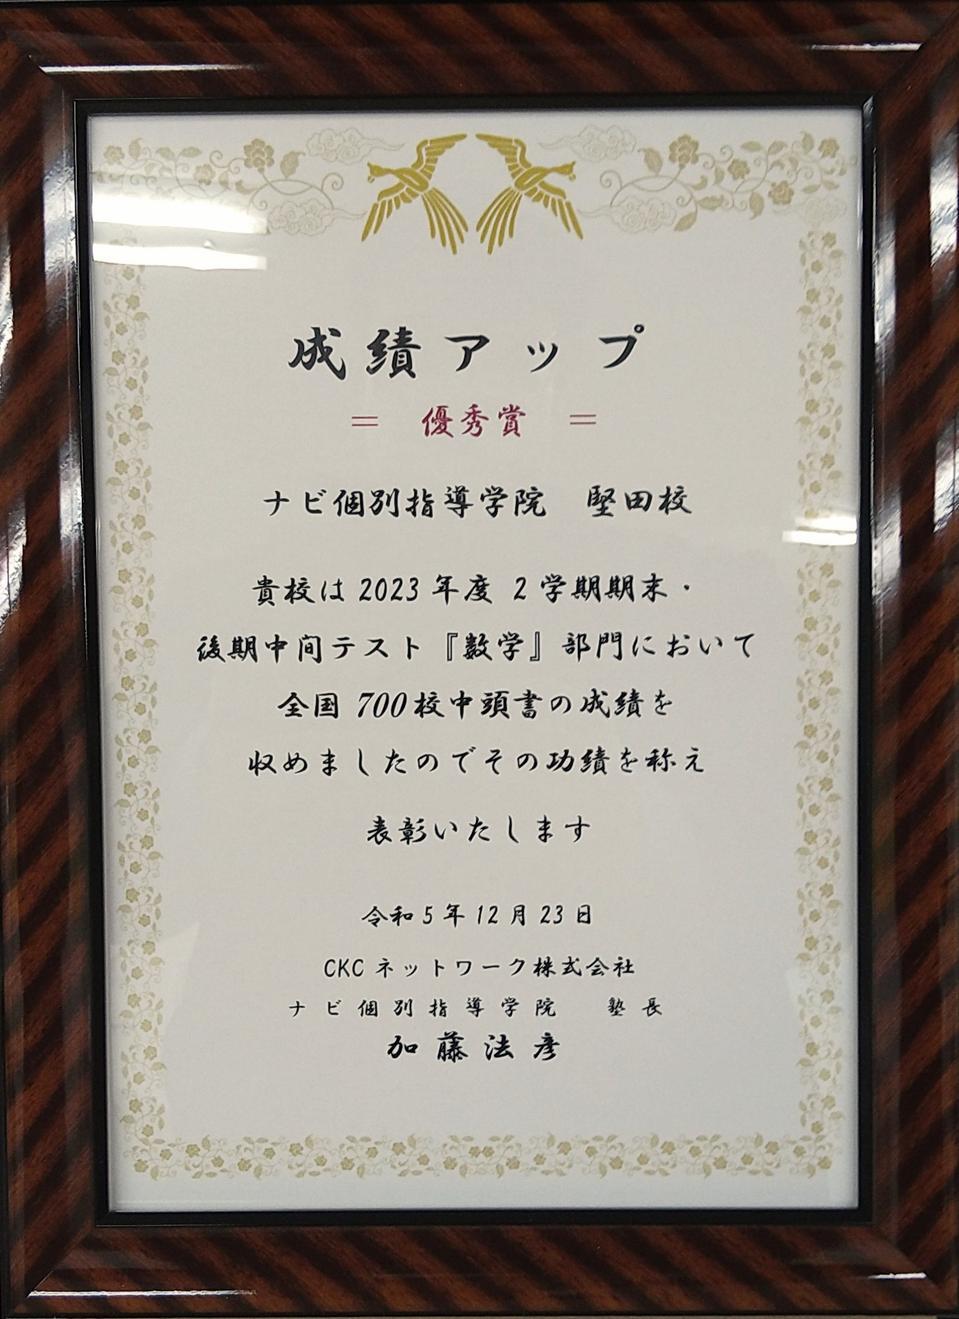 成績アップ
＝ 優秀賞 ＝
ナビ個別指導学院　堅田校
貴校は2023年度 2学期期末・
後期中間テスト『数学』部門において
全国700校中頭書の成績を
収めましたのでその功績を称え
表彰いたします
令和5年12月23日
CKCネットワーク株式会社
ナビ個別指導学院　塾長
加藤法彦